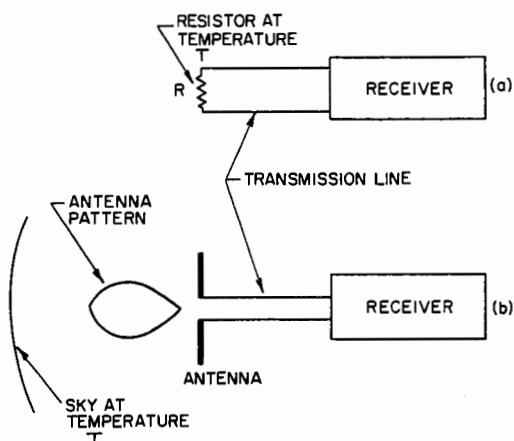 RESISTOR AT
TEMPERATURE
T
R
RECEIVER
(a)
TRANSMISSION LINE
ANTENNA
PATTERN
RECEIVER
(b)
ANTENNA
SKY AT
TEMPERATURE
T